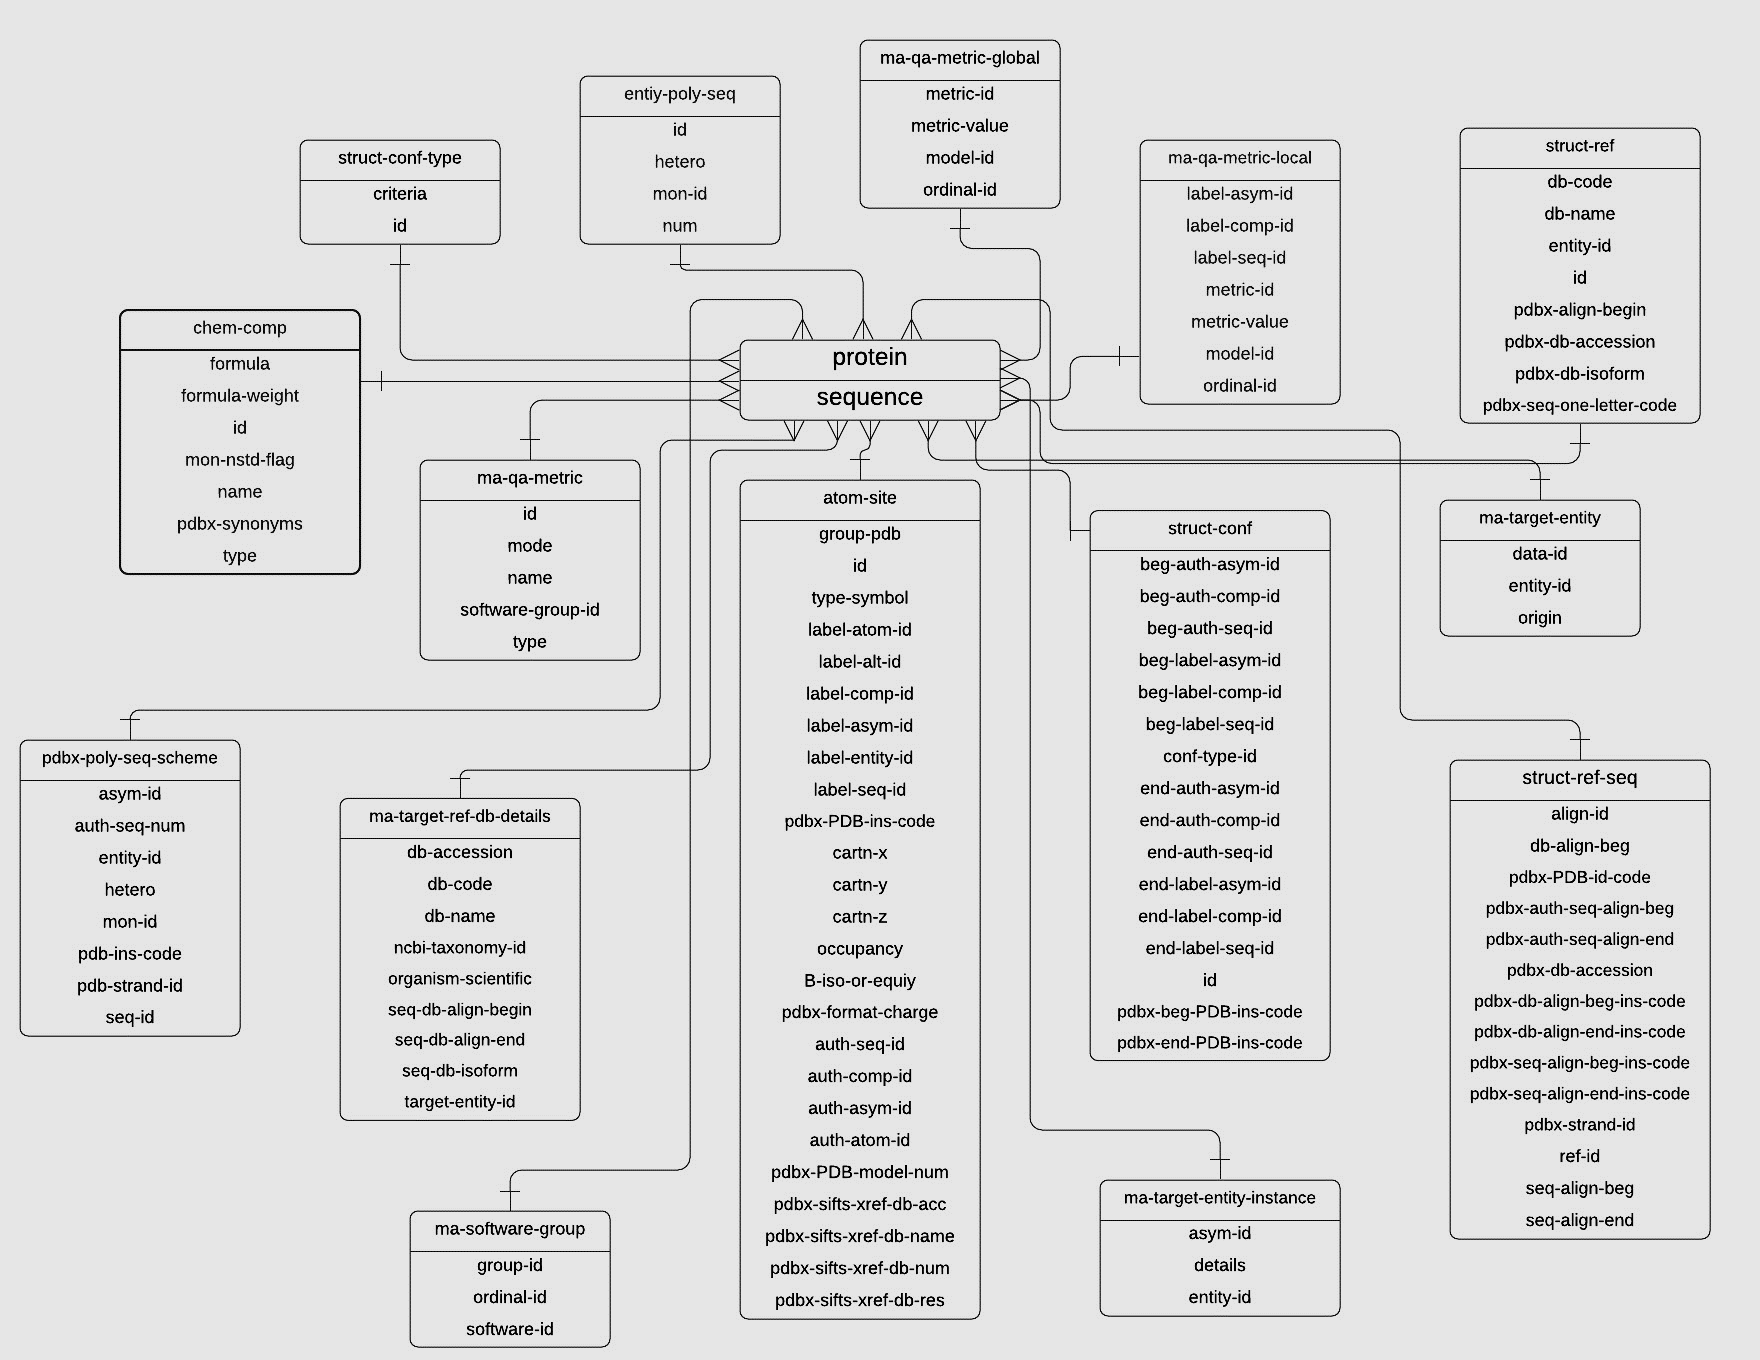 ma-qa-metric-global
metric-id
metric-value
model-id
ordinal-id
entiy-poly-seq
id
hetero
mon-id
num
struct-conf-type
criteria
id
ma-qa-metric-local
label-asym-id
label-comp-id
label-seq-id
metric-id
metric-value
model-id
ordinal-id
struct-ref
db-code
db-name
entity-id
id
pdbx-align-begin
pdbx-db-accession
pdbx-db-isoform
pdbx-seq-one-letter-code
chem-comp
formula
formula-weight
id
mon-nstd-flag
name
pdbx-synonyms
type
protein
sequence
ma-qa-metric
id
mode
name
software-group-id
type
atom-site
group-pdb
id
type-symbol
label-atom-id
label-alt-id
label-comp-id
label-asym-id
label-entity-id
label-seq-id
pdbx-PDB-ins-code
cartn-x
cartn-y
cartn-z
occupancy
B-iso-or-equiy
pdbx-format-charge
auth-seq-id
auth-comp-id
auth-asym-id
auth-atom-id
pdbx-PDB-model-num
pdbx-sifts-xref-db-acc
pdbx-sifts-xref-db-name
pdbx-sifts-xref-db-num
pdbx-sifts-xref-db-res
struct-conf
beg-auth-asym-id
beg-auth-comp-id
beg-auth-seq-id
beg-label-asym-id
beg-label-comp-id
beg-label-seq-id
conf-type-id
end-auth-asym-id
end-auth-comp-id
end-auth-seq-id
end-label-asym-id
end-label-comp-id
end-label-seq-id
id
pdbx-beg-PDB-ins-code
pdbx-end-PDB-ins-code
ma-target-entity
data-id
entity-id
origin
pdbx-poly-seq-scheme
asym-id
auth-seq-num
entity-id
hetero
mon-id
pdb-ins-code
pdb-strand-id
seq-id
ma-target-ref-db-details
db-accession
db-code
db-name
ncbi-taxonomy-id
organism-scientific
seq-db-align-begin
seq-db-align-end
seq-db-isoform
target-entity-id
struct-ref-seq
align-id
db-align-beg
pdbx-PDB-id-code
pdbx-auth-seq-align-beg
pdbx-auth-seq-align-end
pdbx-db-accession
pdbx-db-align-beg-ins-code
pdbx-db-align-end-ins-code
pdbx-seq-align-beg-ins-code
pdbx-seq-align-end-ins-code
pdbx-strand-id
ref-id
seq-align-beg
seq-align-end
ma-software-group
group-id
ordinal-id
software-id
ma-target-entity-instance
asym-id
details
entity-id